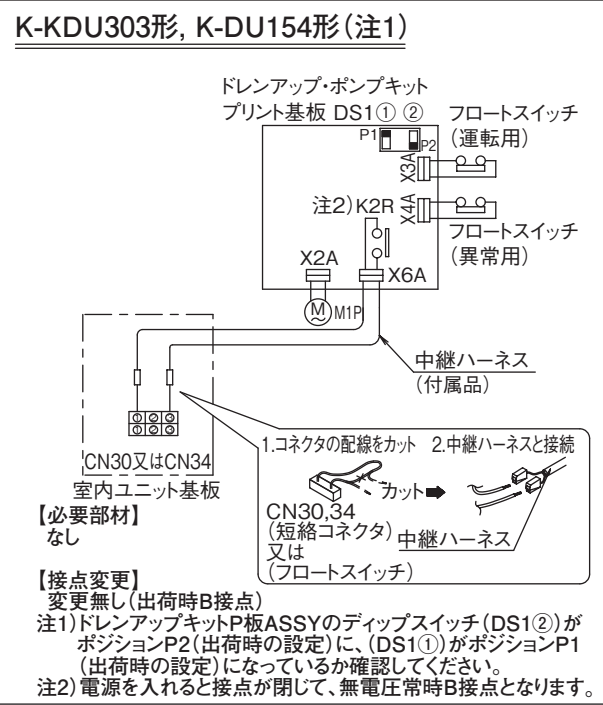 K-KDU303形, K-DU154形(注1)
ドレンアップ・ポンプキット
プリント基板 DS1① ②
フロートスイッチ
(運転用)
P1
P2
X3A
注2)K2R
X4A
フロートスイッチ
(異常用)
X2A
X6A
M
M1P
中継ハーネス
(付属品)
① ② ③
① ② ③
CN30又はCN34
室内ユニット基板
1.コネクタの配線をカット
2.中継ハーネスと接続
カット
CN30,34
(短絡コネクタ)
又は
(フロートスイッチ)
中継ハーネス
【必要部材】
なし
【接点変更】
変更無し(出荷時B接点)
注1)ドレンアップキットP板ASSYのディップスイッチ(DS1②)が
ポジションP2(出荷時の設定)に、(DS1①)がポジションP1
(出荷時の設定)になっているか確認してください。
注2)電源を入れると接点が閉じて、無電圧常時B接点となります。